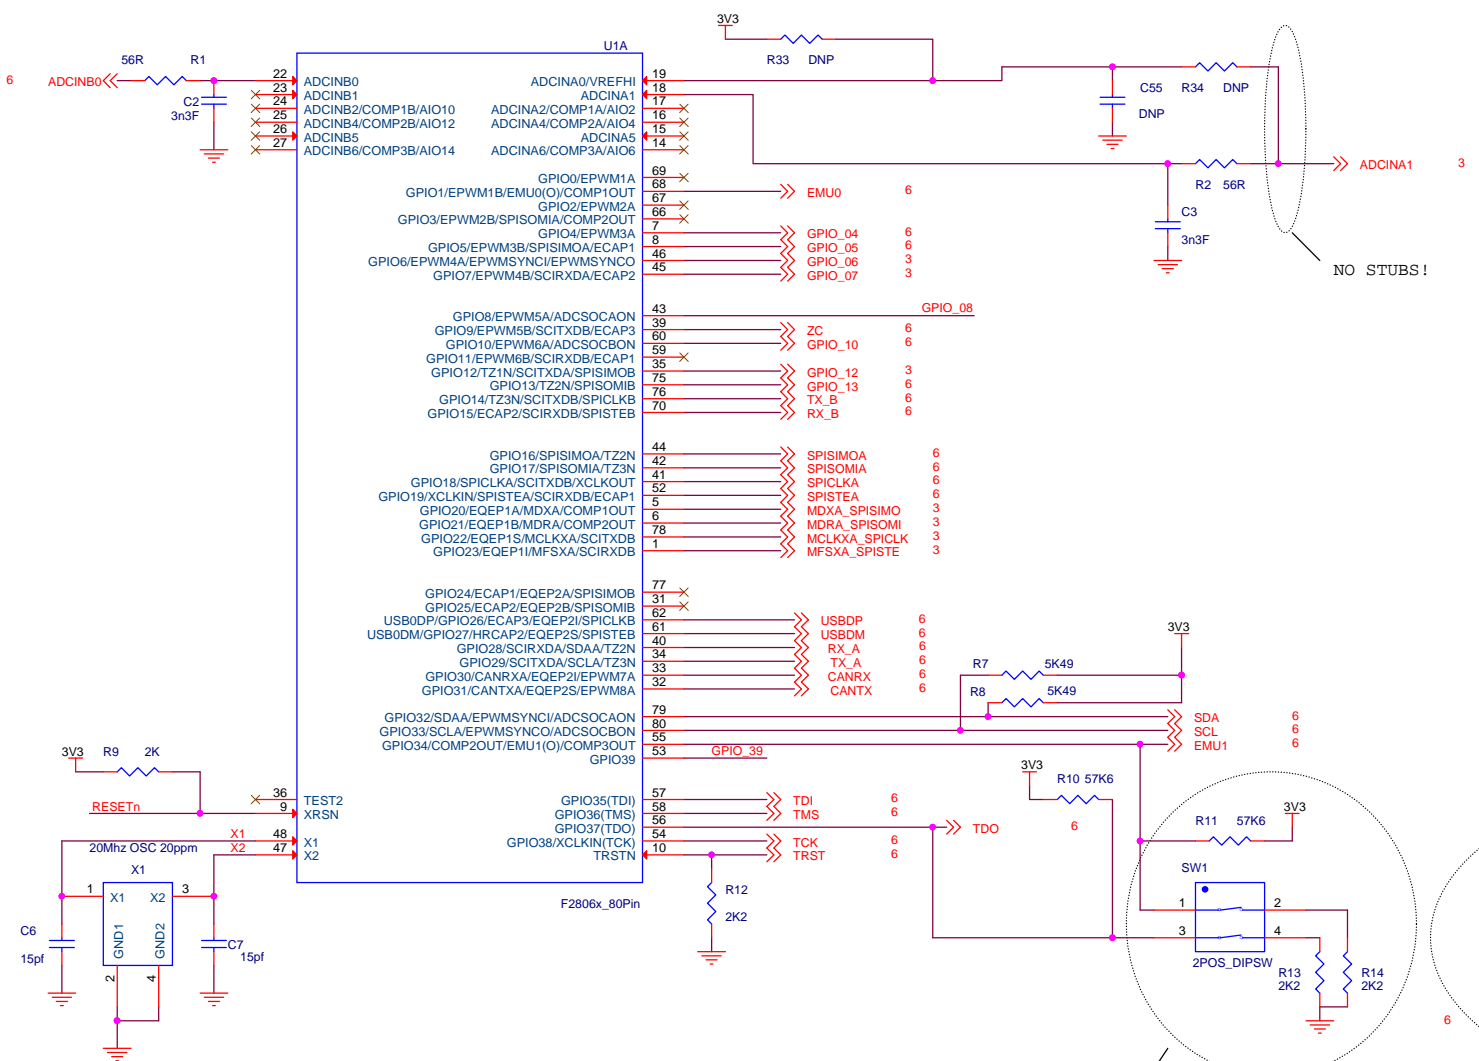 3V3
U1A
56R R1
R33 DNP
6 ADCINB0
22 ADCINB0
23 ADCINB1
24 ADCINB2/COMP1B/AIO10
25 ADCINB4/COMP2B/AIO12
26 ADCINB5
27 ADCINB6/COMP3B/AIO14
C2
3n3F
ADCINA0/VREFHI 19
ADCINA1 18
ADCINA2/COMP1A/AIO2 17
ADCINA4/COMP2A/AIO4 16
ADCINA5 15
ADCINA6/COMP3A/AIO6 14
C55
DNP
R34 DNP
ADCINA1 3
R2 56R
C3
3n3F
NO STUBS!
GPIO0/EPWM1A 69
GPIO1/EPWM1B/EMU0(O)/COMP1OUT 68 EMU0 6
GPIO2/EPWM2A 67
GPIO3/EPWM2B/SPISOMIA/COMP2OUT 66
GPIO4/EPWM3A 7 GPIO_04 6
GPIO5/EPWM3B/SPISIMOA/ECAP1 8 GPIO_05 6
GPIO6/EPWM4A/EPWMSYNCI/EPWMSYNCO 46 GPIO_06 3
GPIO7/EPWM4B/SCIRXDA/ECAP2 45 GPIO_07 3
GPIO8/EPWM5A/ADCSOCAON 43 GPIO_08
GPIO9/EPWM5B/SCITXDB/ECAP3 39 ZC 6
GPIO10/EPWM6A/ADCSOCBON 60 GPIO_10 6
GPIO11/EPWM6B/SCIRXDB/ECAP1 59
GPIO12/TZ1N/SCITXDA/SPISIMOB 35 GPIO_12 3
GPIO13/TZ2N/SPISOMIB 75 GPIO_13 6
GPIO14/TZ3N/SCITXDB/SPICLKB 76 TX_B 6
GPIO15/ECAP2/SCIRXDB/SPISTEB 70 RX_B 6
GPIO16/SPISIMOA/TZ2N 44 SPISIMOA 6
GPIO17/SPISOMIA/TZ3N 42 SPISOMIA 6
GPIO18/SPICLKA/SCITXDB/XCLKOUT 41 SPICLKA 6
GPIO19/XCLKIN/SPISTEA/SCIRXDB/ECAP1 52 SPISTEA 6
GPIO20/EQEP1A/MDXA/COMP1OUT 5 MDXA_SPISIMO 3
GPIO21/EQEP1B/MDRA/COMP2OUT 6 MDRA_SPISOMI 3
GPIO22/EQEP1S/MCLKXA/SCITXDB 78 MCLKXA_SPICLK 3
GPIO23/EQEP1I/MFSXA/SCIRXDB 1 MFSXA_SPISTE 3
GPIO24/ECAP1/EQEP2A/SPISIMOB 77
GPIO25/ECAP2/EQEP2B/SPISOMIB 31
USB0DP/GPIO26/ECAP3/EQEP2I/SPICLKB 62 USBDP 6
USB0DM/GPIO27/HRCAP2/EQEP2S/SPISTEB 61 USBDM 6
GPIO28/SCIRXDA/SDAA/TZ2N 40 RX_A 6
GPIO29/SCITXDA/SCLA/TZ3N 34 TX_A 6
GPIO30/CANRXA/EQEP2I/EPWM7A 33 CANRX 6
GPIO31/CANTXA/EQEP2S/EPWM8A 32 CANTX 6
3V3
R7 5K49
R8 5K49
GPIO32/SDAA/EPWMSYNCI/ADCSOCAON 79 SDA 6
GPIO33/SCLA/EPWMSYNCO/ADCSOCBON 80 SCL 6
GPIO34/COMP2OUT/EMU1(O)/COMP3OUT 55 EMU1 6
GPIO39 53 GPIO_39
3V3 R9 2K
RESETn
36 TEST2
9 XRSN
X1 48 X1
X2 47 X2
20Mhz OSC 20ppm
X1
1 X1 X2 3
GND1 GND2
2 4
C6
15pf
C7
15pf
GPIO35(TDI) 57 TDI 6
GPIO36(TMS) 58 TMS 6
GPIO37(TDO) 56 TDO 6
GPIO38/XCLKIN(TCK) 54 TCK 6
TRSTN 10 TRST 6
F2806x_80Pin
R12
2K2
3V3
R10 57K6
3V3
R11 57K6
SW1
1 2
3 4
2POS_DIPSW
R13
2K2
R14
2K2
6